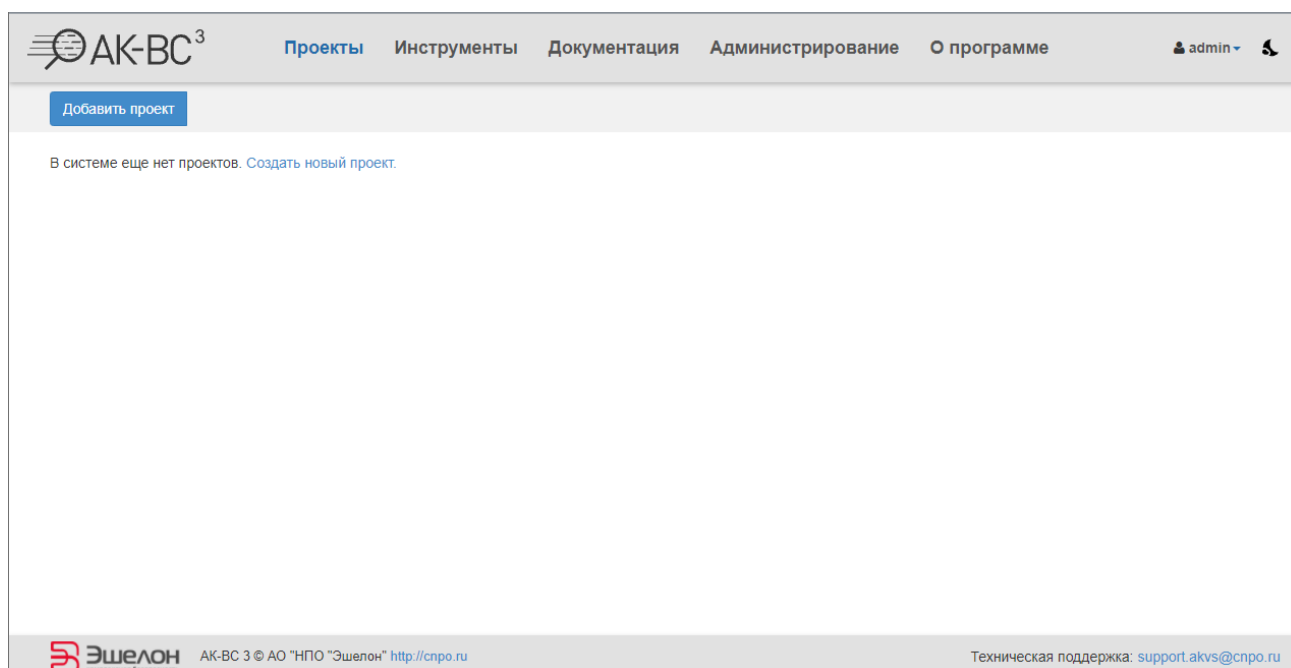 АК-ВС3 Проекты Инструменты Документация Администрирование О программе admin
Добавить проект
В системе еще нет проектов. Создать новый проект.
Эшелон АК-ВС 3 © АО "НПО "Эшелон" http://cnpo.ru Техническая поддержка: support.akvs@cnpo.ru